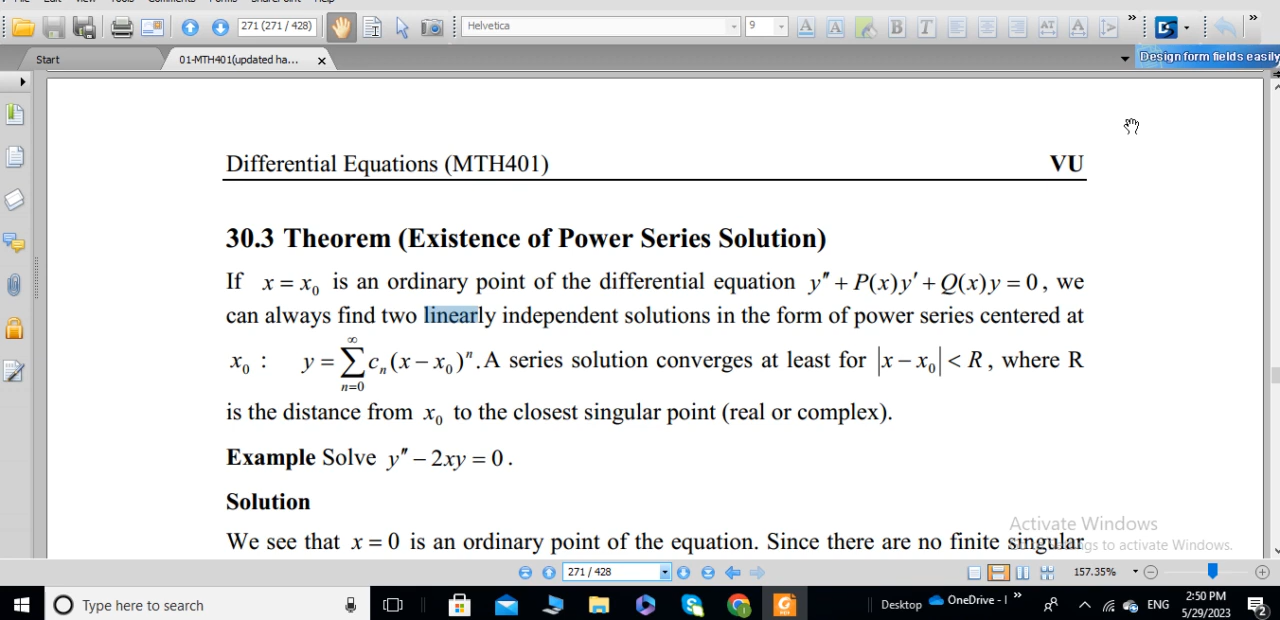 271 (271 / 428)
Helvetica
9
Start
01-MTH401(updated ha...
Design form fields easily
Differential Equations (MTH401) VU
30.3 Theorem (Existence of Power Series Solution)
If x = x₀ is an ordinary point of the differential equation y″ + P(x)y′ + Q(x)y = 0, we
can always find two linearly independent solutions in the form of power series centered at
x₀ : y = ∑_{n=0}^{∞} cₙ(x − x₀)ⁿ. A series solution converges at least for |x − x₀| < R, where R
is the distance from x₀ to the closest singular point (real or complex).
Example Solve y″ − 2xy = 0.
Solution
We see that x = 0 is an ordinary point of the equation. Since there are no finite singular
Activate Windows
to activate Windows.
271 / 428
157.35%
Type here to search
Desktop
OneDrive -
ENG
2:50 PM
5/29/2023
2